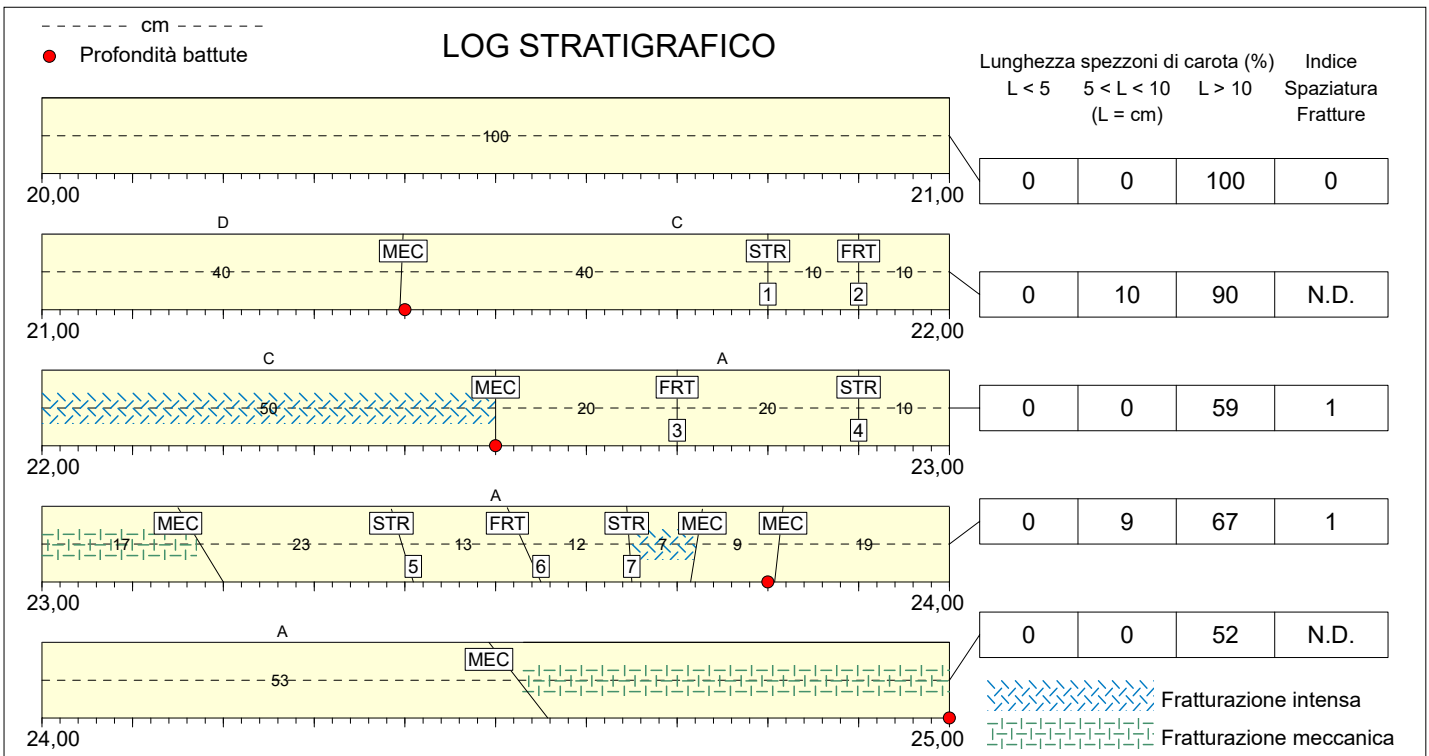 cm
Profondità battute
LOG STRATIGRAFICO
Lunghezza spezzoni di carota (%) Indice
L < 5 5 < L < 10 L > 10 Spaziatura
(L = cm) Fratture
100
20,00 21,00
0 0 100 0
D C
MEC STR FRT
40 40 10 10
1 2
21,00 22,00
0 10 90 N.D.
C A
MEC FRT STR
50 20 20 10
3 4
22,00 23,00
0 0 59 1
A
MEC STR FRT STR MEC MEC
17 23 13 12 7 9 19
5 6 7
23,00 24,00
0 9 67 1
A
MEC
53
24,00 25,00
0 0 52 N.D.
Fratturazione intensa
Fratturazione meccanica